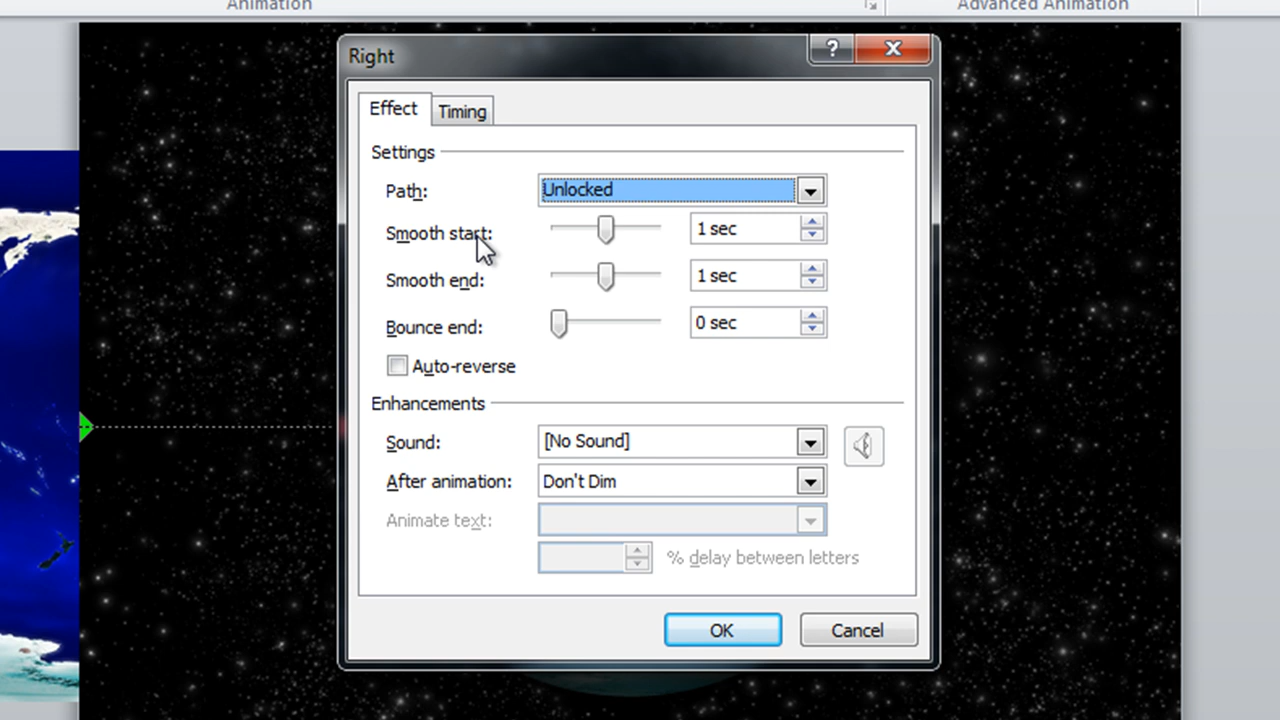 Animation
Advanced Animation
Right
Effect
Timing
Settings
Path:
Unlocked
Smooth start:
1 sec
Smooth end:
1 sec
Bounce end:
0 sec
Auto-reverse
Enhancements
Sound:
[No Sound]
After animation:
Don't Dim
Animate text:
% delay between letters
OK
Cancel